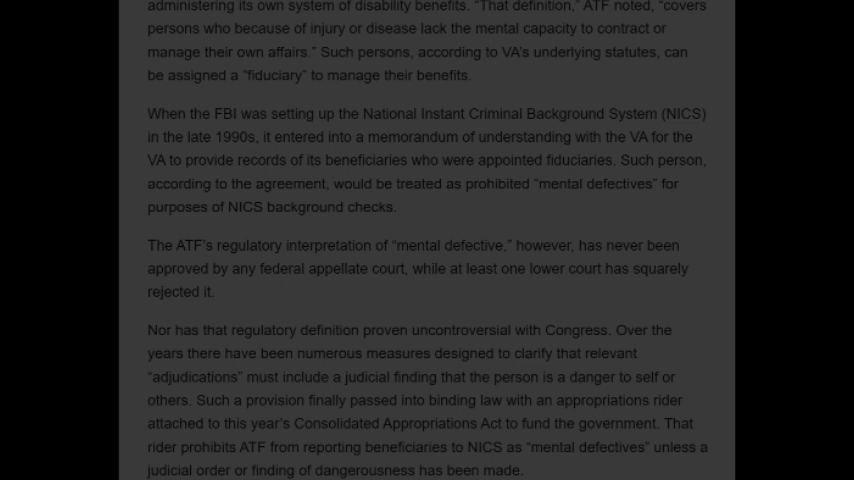 administering its own system of disability benefits. “That definition,” ATF noted, “covers
persons who because of injury or disease lack the mental capacity to contract or
manage their own affairs.” Such persons, according to VA’s underlying statutes, can
be assigned a “fiduciary” to manage their benefits.
When the FBI was setting up the National Instant Criminal Background System (NICS)
in the late 1990s, it entered into a memorandum of understanding with the VA for the
VA to provide records of its beneficiaries who were appointed fiduciaries. Such person,
according to the agreement, would be treated as prohibited “mental defectives” for
purposes of NICS background checks.
The ATF’s regulatory interpretation of “mental defective,” however, has never been
approved by any federal appellate court, while at least one lower court has squarely
rejected it.
Nor has that regulatory definition proven uncontroversial with Congress. Over the
years there have been numerous measures designed to clarify that relevant
“adjudications” must include a judicial finding that the person is a danger to self or
others. Such a provision finally passed into binding law with an appropriations rider
attached to this year’s Consolidated Appropriations Act to fund the government. That
rider prohibits ATF from reporting beneficiaries to NICS as “mental defectives” unless a
judicial order or finding of dangerousness has been made.